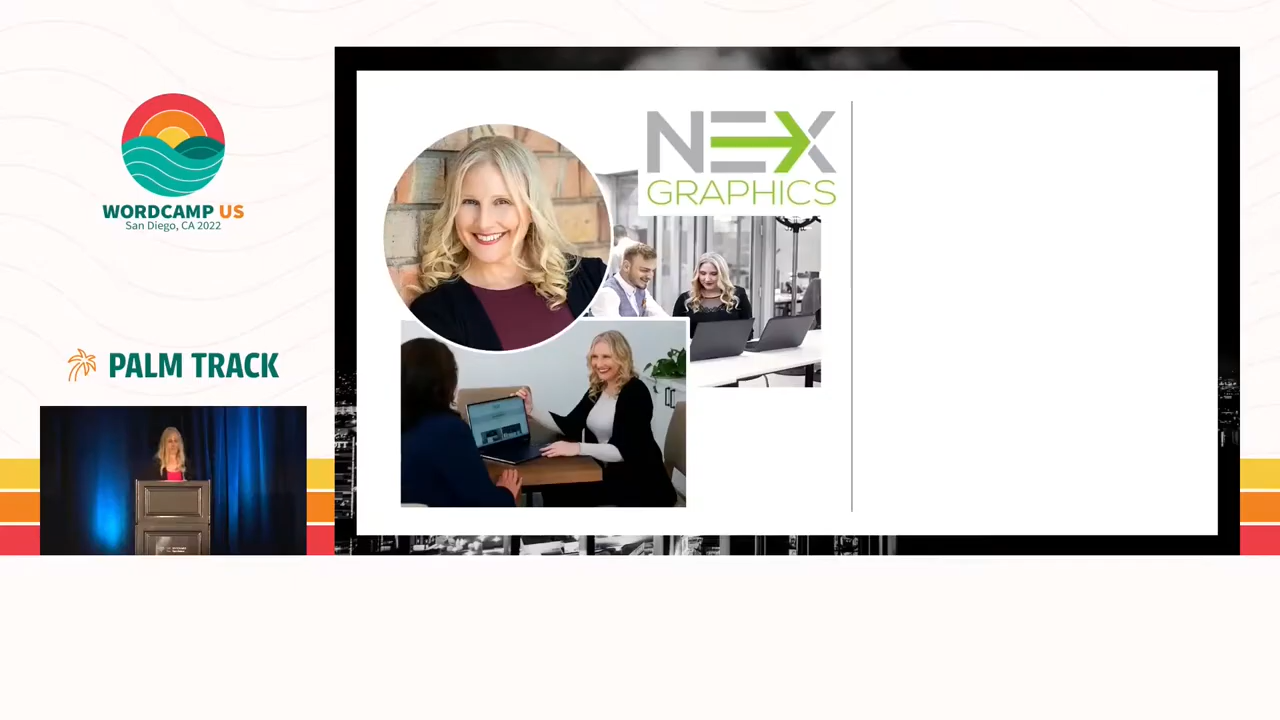 WORDCAMP US
San Diego, CA 2022
PALM TRACK
NEX
GRAPHICS